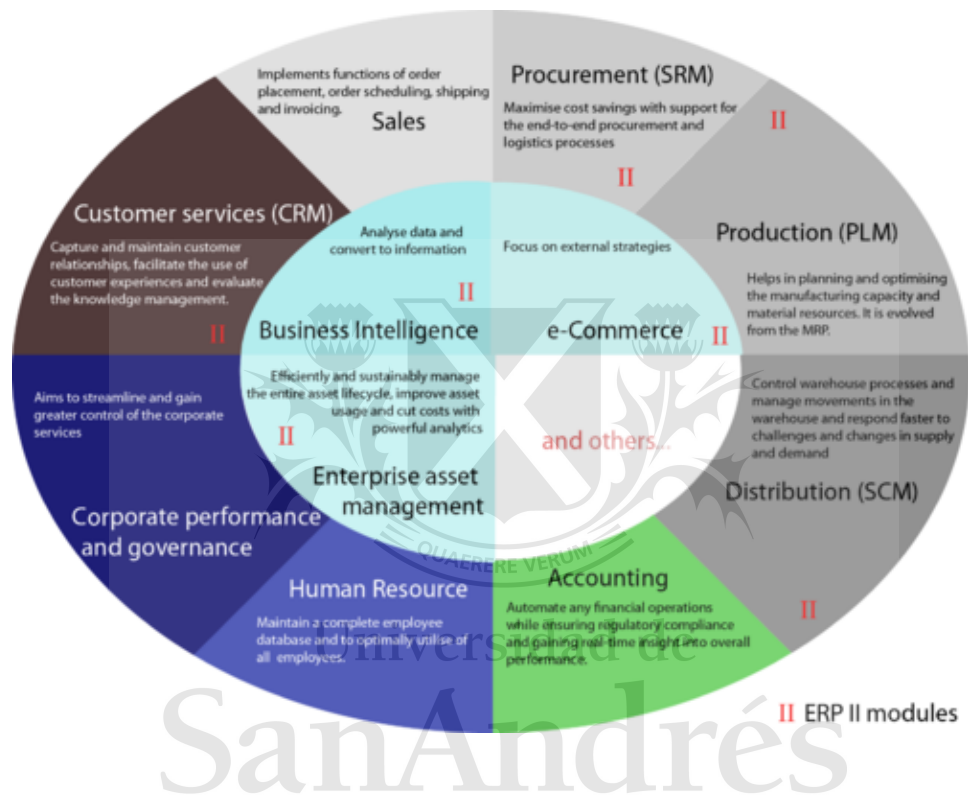 Implements functions of order
placement, order scheduling, shipping
and invoicing.
Sales
Procurement (SRM)
Maximise cost savings with support for
the end-to-end procurement and
logistics processes
II
II
Production (PLM)
Helps in planning and optimising
the manufacturing capacity and
material resources. It is evolved
from the MRP.
Customer services (CRM)
Capture and maintain customer
relationships, facilitate the use of
customer experiences and evaluate
the knowledge management.
II
Analyse data and
convert to information
II
Business Intelligence
Focus on external strategies
e-Commerce
II
Efficiently and sustainably manage
the entire asset lifecycle, improve asset
usage and cut costs with
powerful analytics
II
Enterprise asset
management
and others...
Control warehouse processes and
manage movements in the
warehouse and respond faster to
challenges and changes in supply
and demand
Distribution (SCM)
II
Aims to streamline and gain
greater control of the corporate
services
Corporate performance
and governance
Human Resource
Maintain a complete employee
database and to optimally utilise of
all employees.
Accounting
Automate any financial operations
while ensuring regulatory compliance
and gaining real-time insight into overall
performance.
II ERP II modules
QUAERERE VERUM
Universidad de
SanAndrés